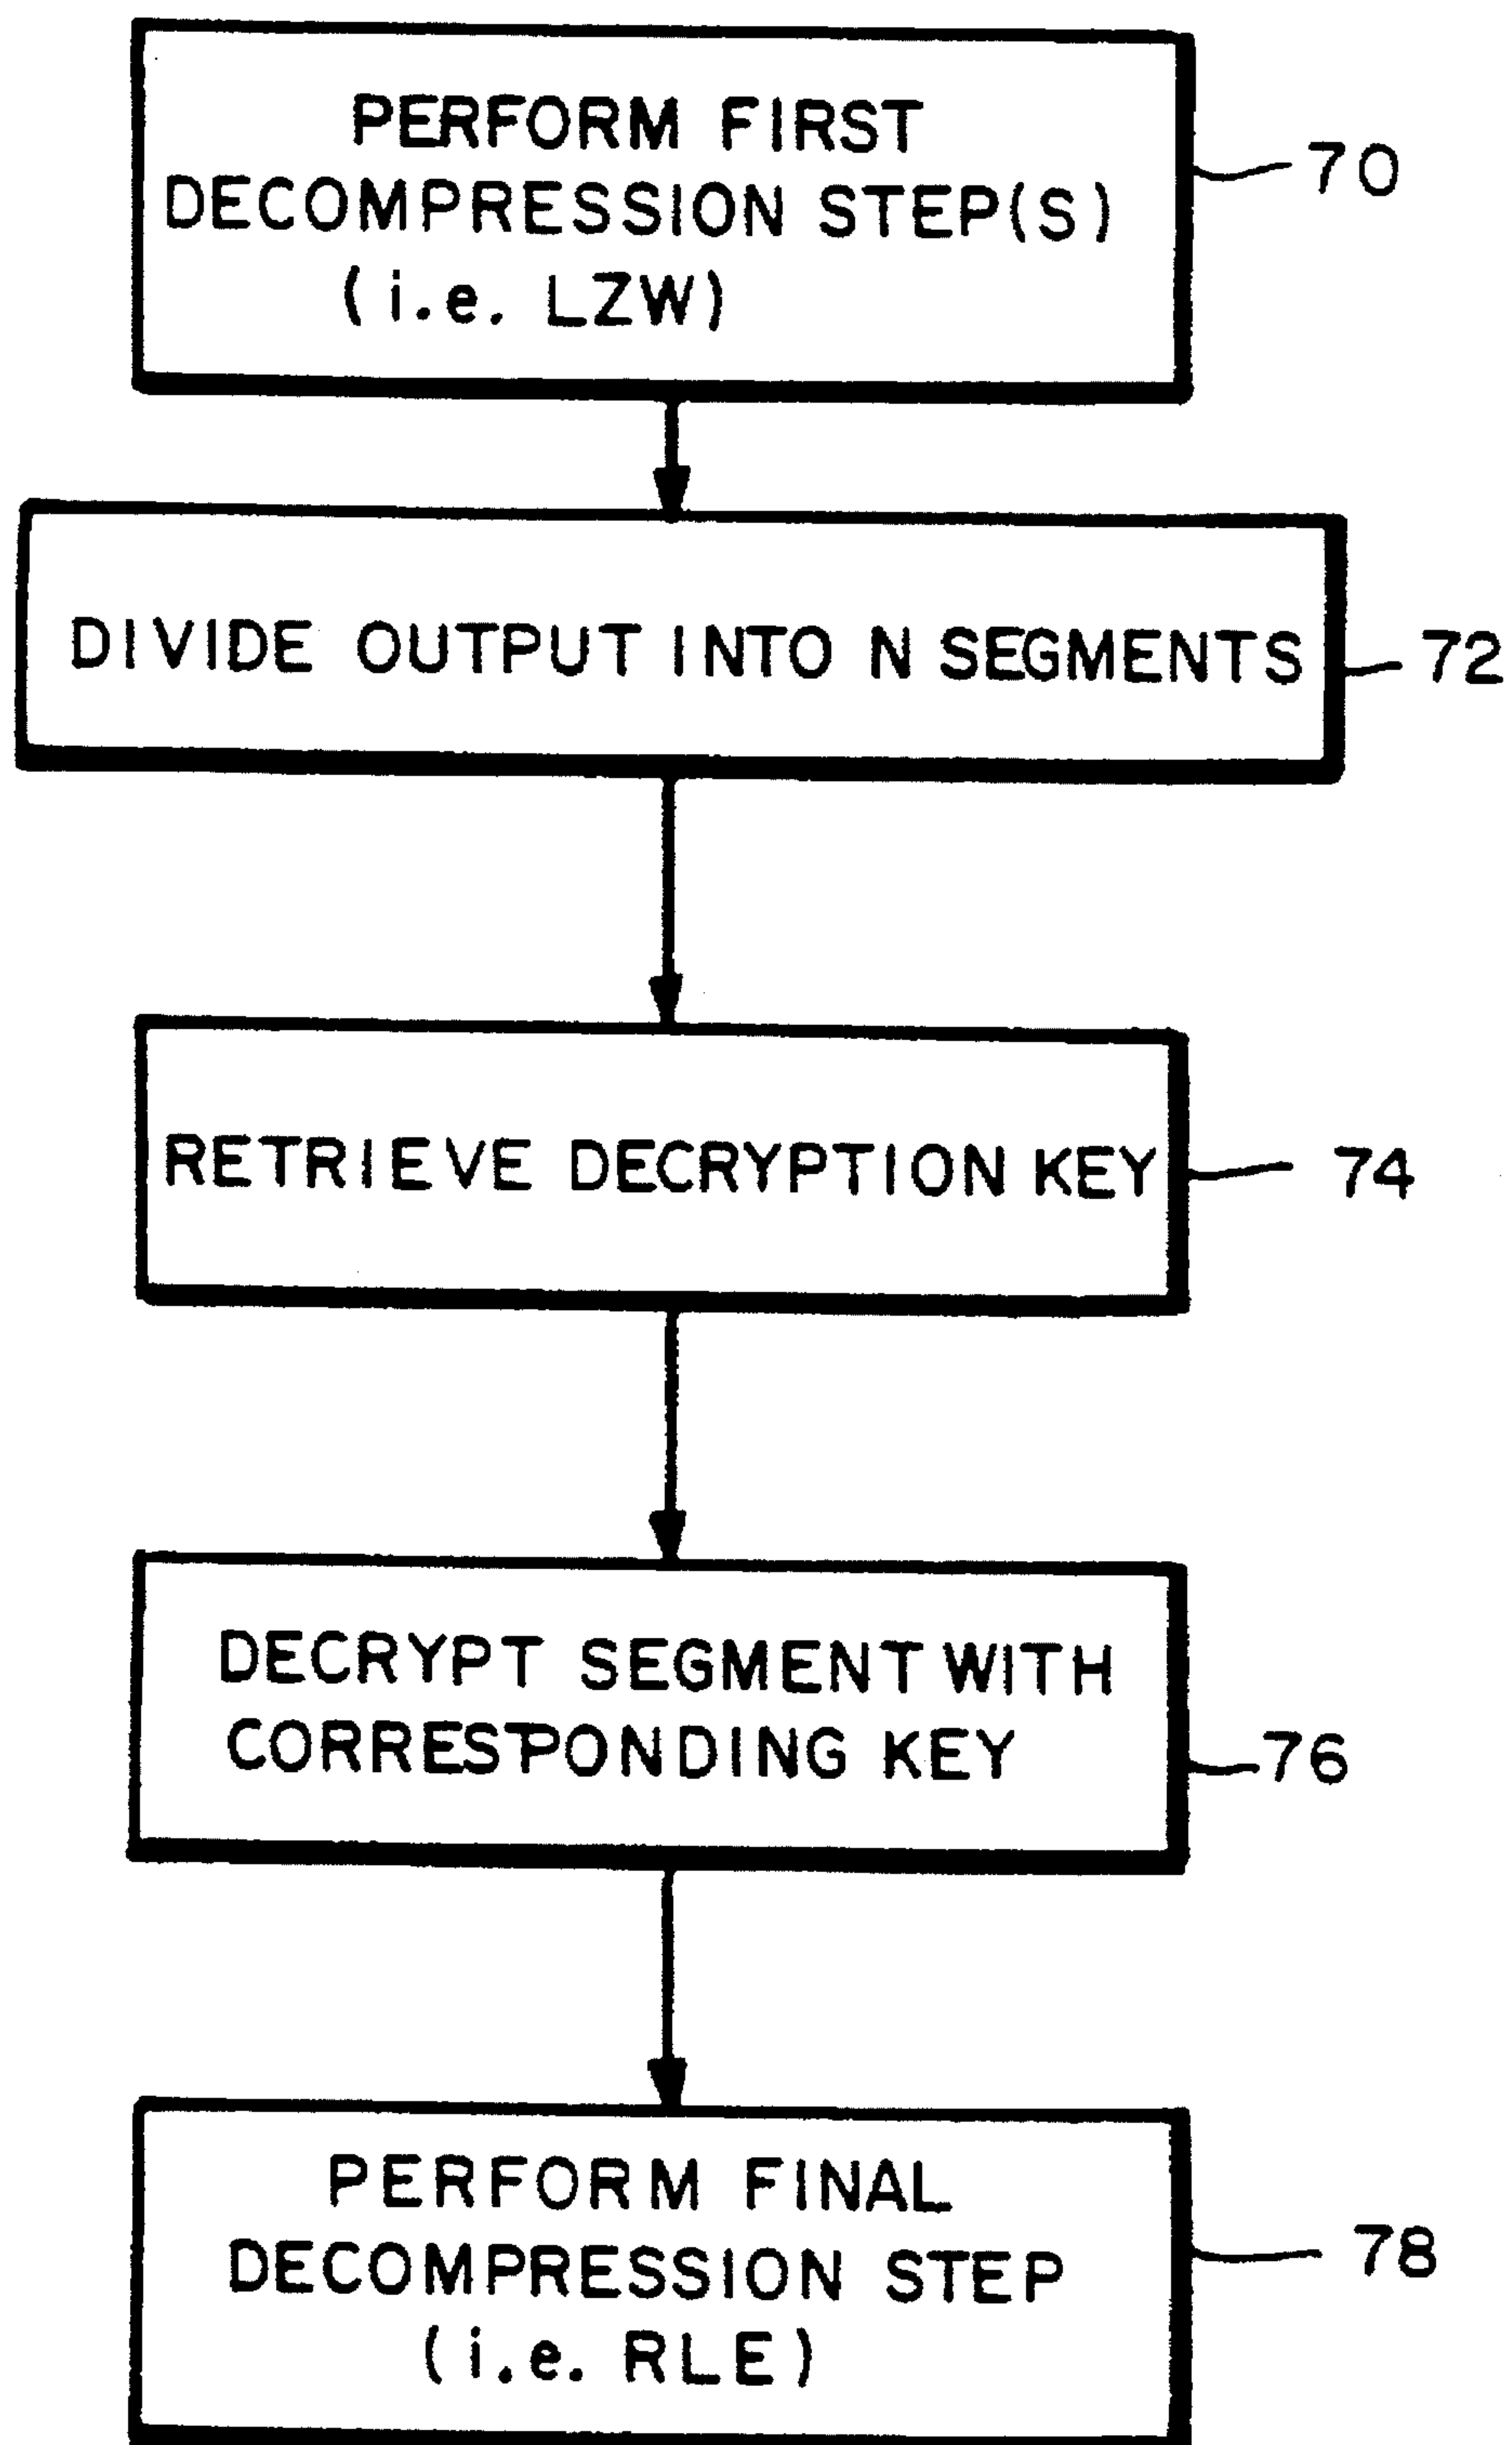 PERFORM FIRST
DECOMPRESSION STEP(S)
(i.e. LZW)
70
DIVIDE OUTPUT INTO N SEGMENTS
72
RETRIEVE DECRYPTION KEY
74
DECRYPT SEGMENT WITH
CORRESPONDING KEY
76
PERFORM FINAL
DECOMPRESSION STEP
(i.e. RLE)
78